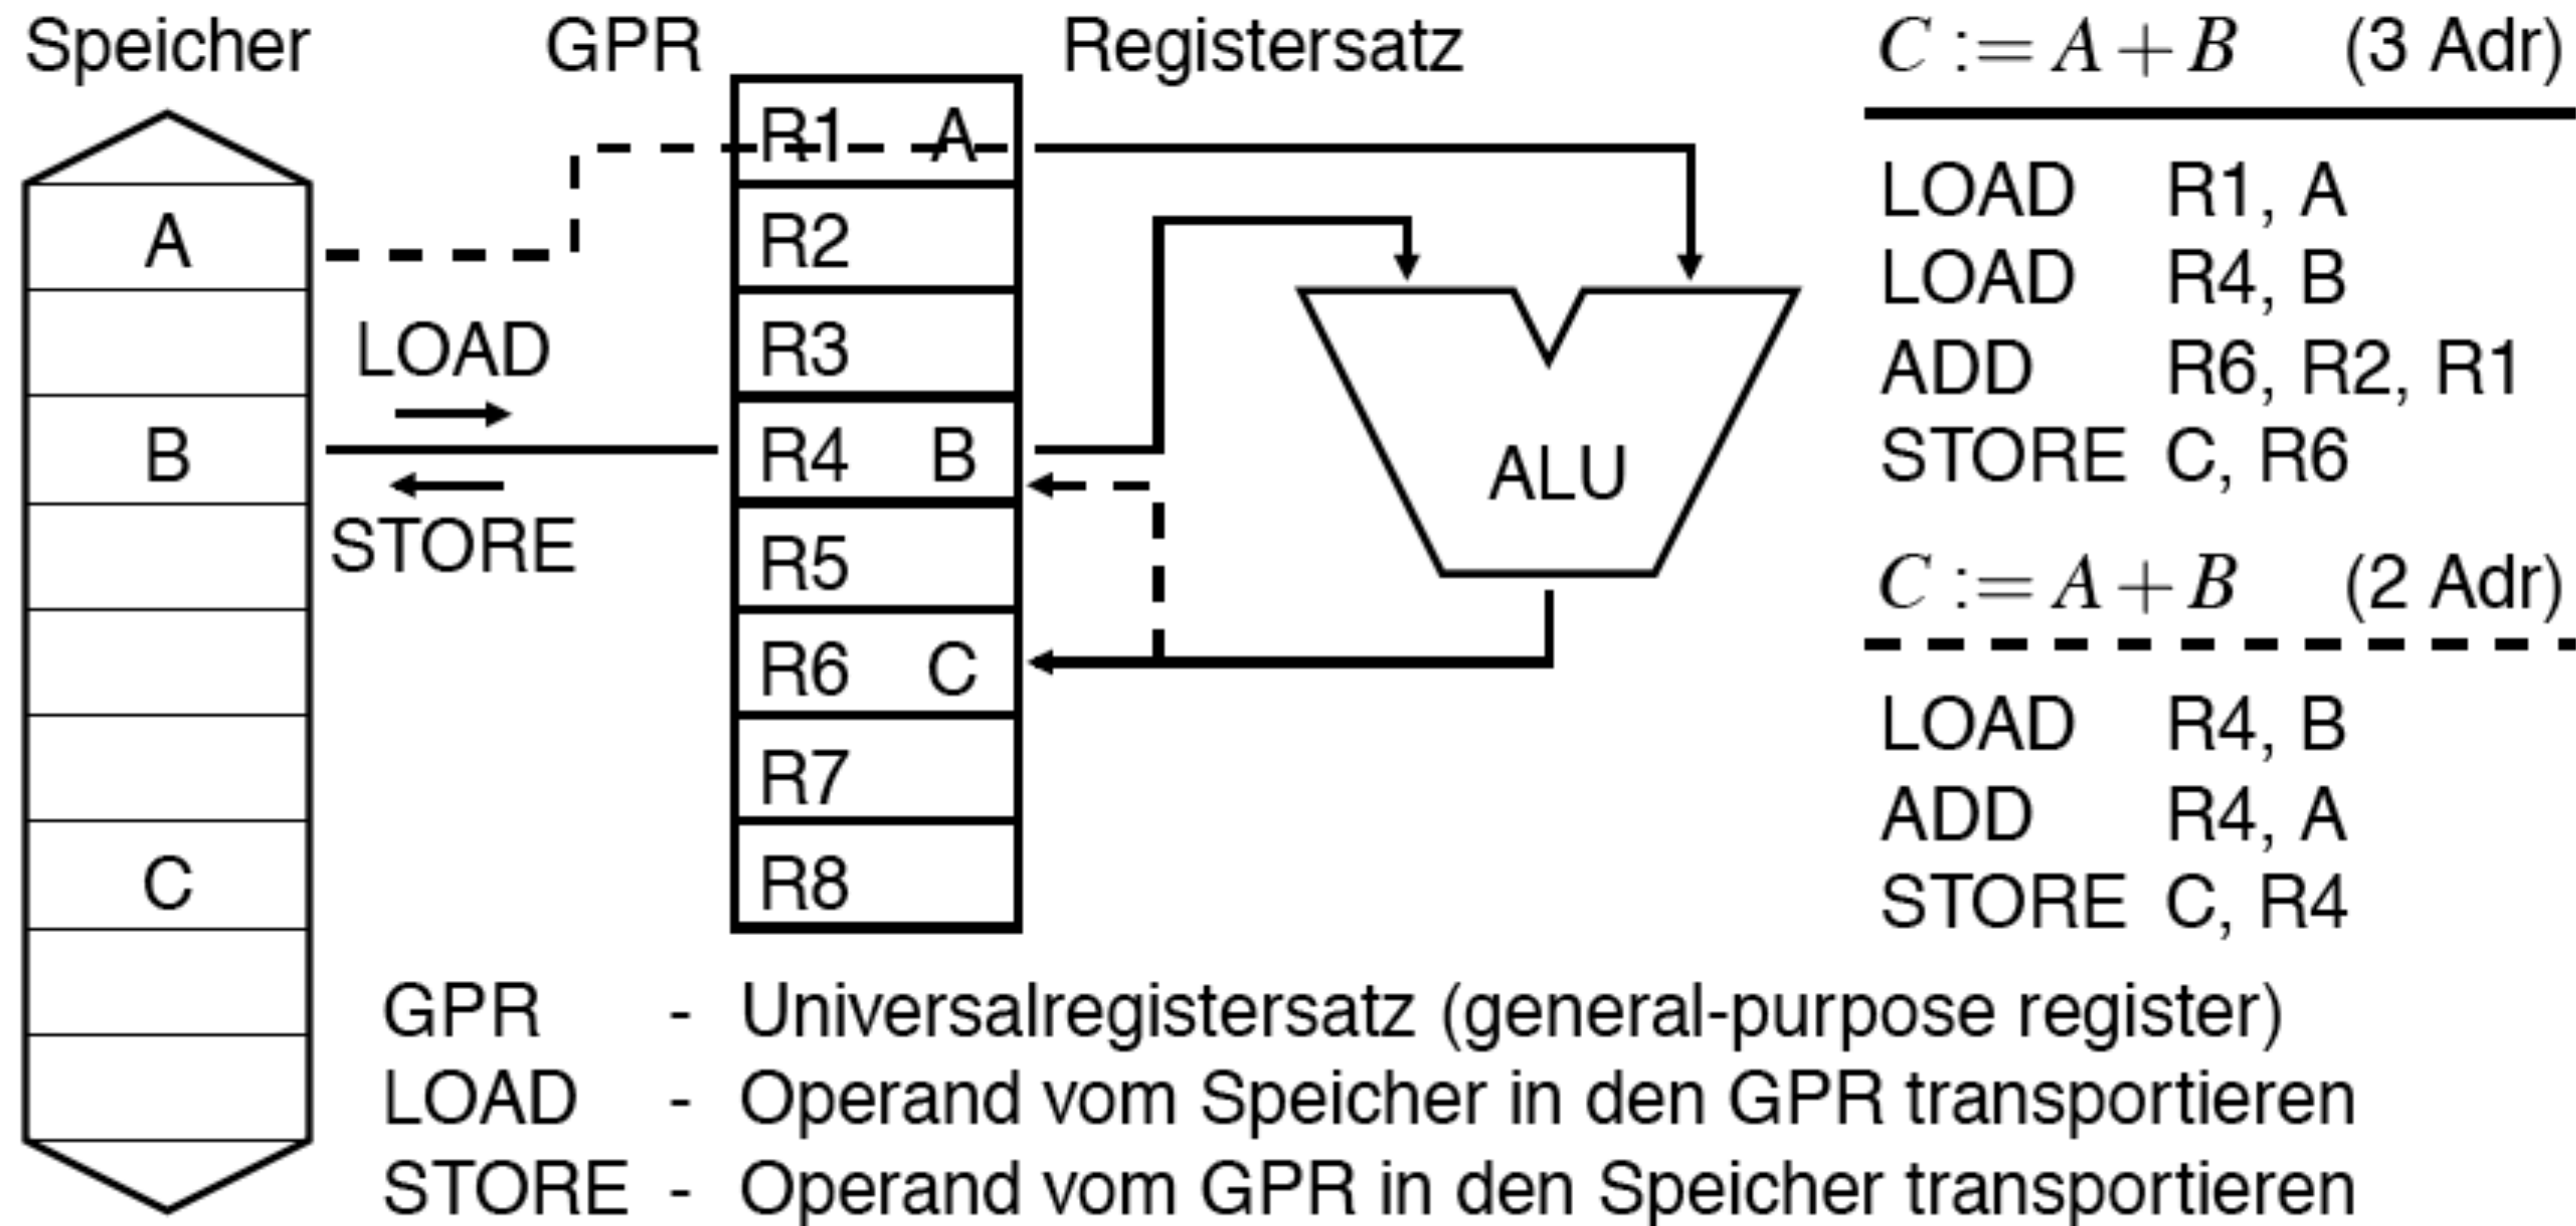 Speicher GPR Registersatz
A
B
C
LOAD
STORE
R1 A
R2
R3
R4 B
R5
R6 C
R7
R8
ALU
C := A + B (3 Adr)
LOAD R1, A
LOAD R4, B
ADD R6, R2, R1
STORE C, R6
C := A + B (2 Adr)
LOAD R4, B
ADD R4, A
STORE C, R4
GPR - Universalregistersatz (general-purpose register)
LOAD - Operand vom Speicher in den GPR transportieren
STORE - Operand vom GPR in den Speicher transportieren